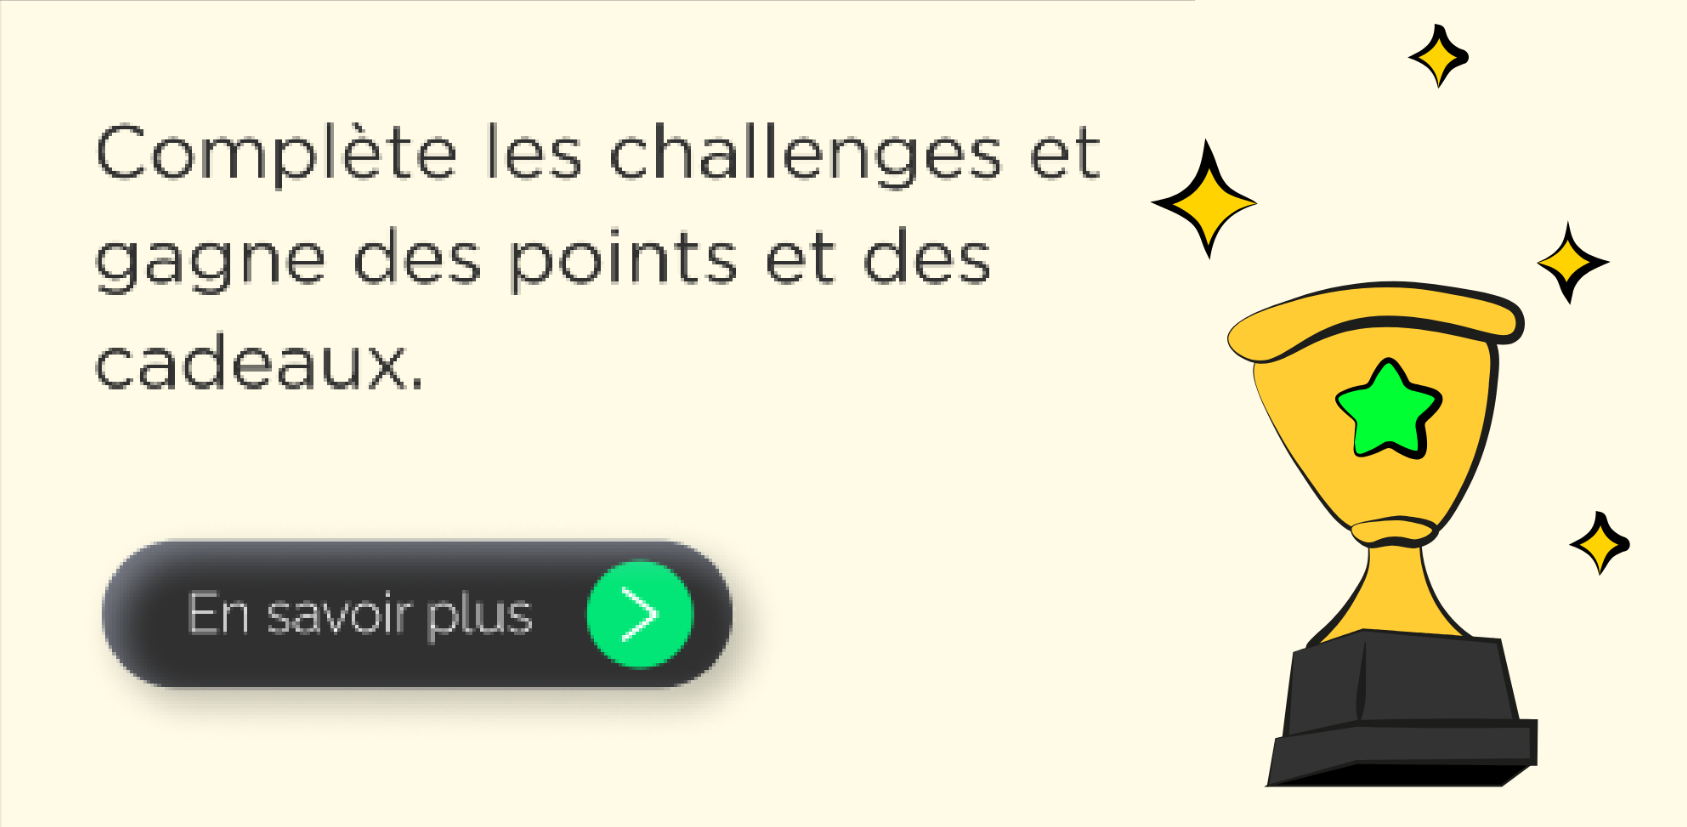 Complète les challenges et
gagne des points et des
cadeaux.
En savoir plus